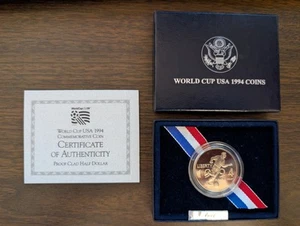 WORLD CUP USA 1994 COINS
WORLD CUP USA 1994
COMMEMORATIVE COIN
CERTIFICATE OF
AUTHENTICITY
PROOF CLAD HALF DOLLAR
LIBERTY